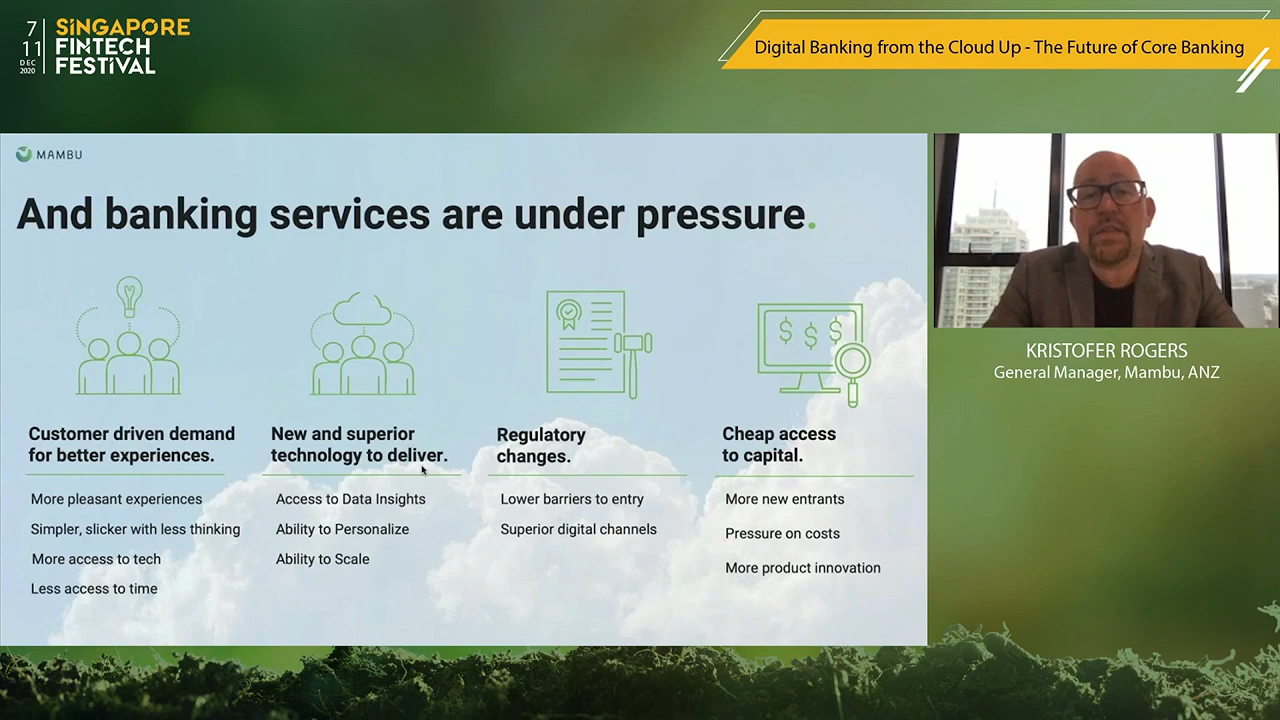 7
11
DEC
2020
SiNGAPORE
FiNTECH
FESTiVAL
Digital Banking from the Cloud Up - The Future of Core Banking
MAMBU
And banking services are under pressure.
Customer driven demand
for better experiences.
More pleasant experiences
Simpler, slicker with less thinking
More access to tech
Less access to time
New and superior
technology to deliver.
Access to Data Insights
Ability to Personalize
Ability to Scale
Regulatory
changes.
Lower barriers to entry
Superior digital channels
$ $ $
Cheap access
to capital.
More new entrants
Pressure on costs
More product innovation
KRISTOFER ROGERS
General Manager, Mambu, ANZ